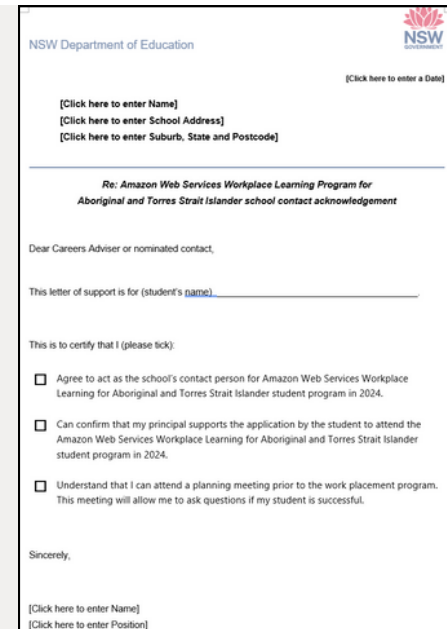 NSW Department of Education
NSW
GOVERNMENT
[Click here to enter a Date]
[Click here to enter Name]
[Click here to enter School Address]
[Click here to enter Suburb, State and Postcode]
Re: Amazon Web Services Workplace Learning Program for
Aboriginal and Torres Strait Islander school contact acknowledgement
Dear Careers Adviser or nominated contact,
This letter of support is for (student's name)
This is to certify that I (please tick):
Agree to act as the school's contact person for Amazon Web Services Workplace
Learning for Aboriginal and Torres Strait Islander student program in 2024.
Can confirm that my principal supports the application by the student to attend the
Amazon Web Services Workplace Learning for Aboriginal and Torres Strait Islander
student program in 2024.
Understand that I can attend a planning meeting prior to the work placement program.
This meeting will allow me to ask questions if my student is successful.
Sincerely,
[Click here to enter Name]
[Click here to enter Position]